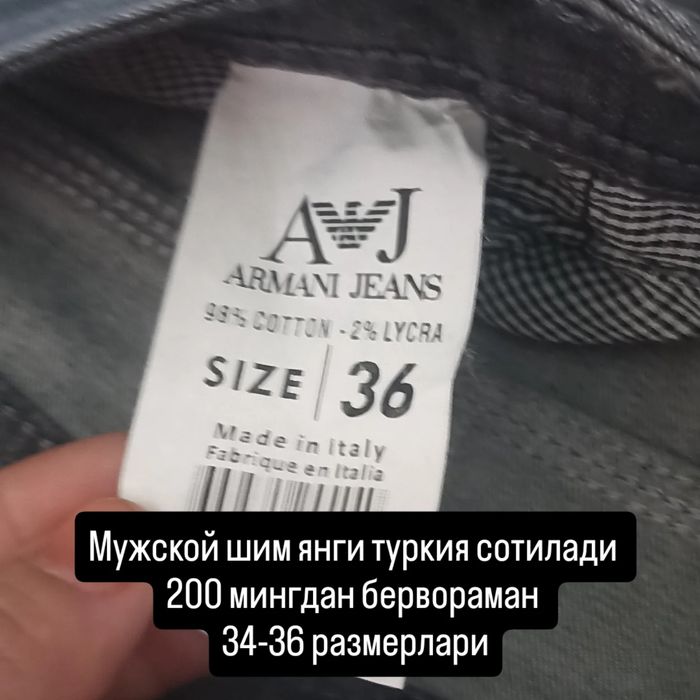 AJ
ARMANI JEANS
98% COTTON - 2% LYCRA
SIZE 36
Made in Italy
Fabrique en Italia
Мужской шим янги туркия сотилади
200 мингдан бервораман
34-36 размерлари